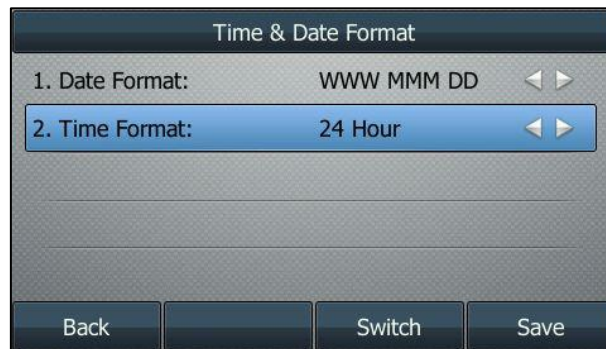 Time & Date Format
1. Date Format: WWW MMM DD
2. Time Format: 24 Hour
Back Switch Save